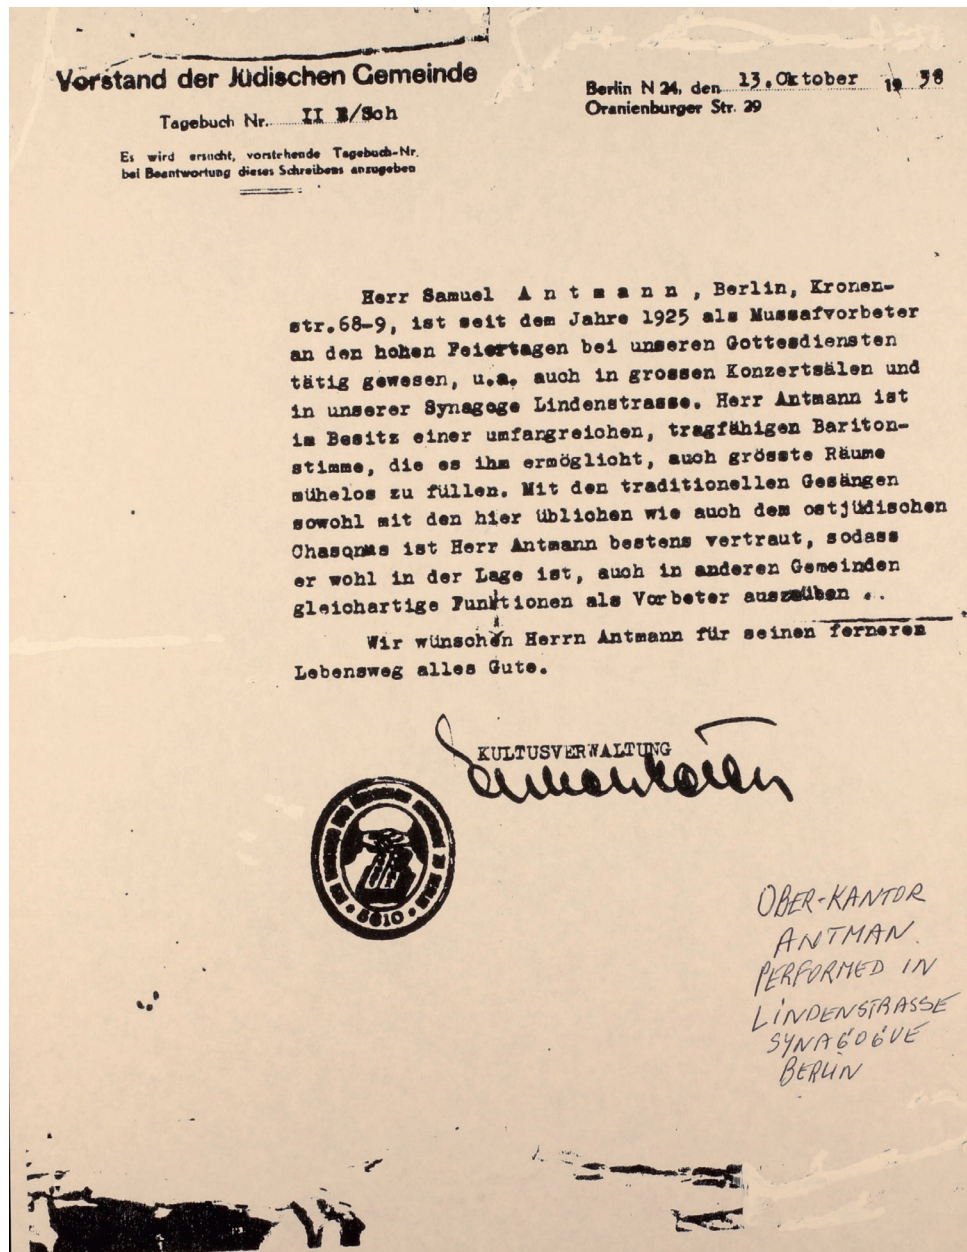 Vorstand der Jüdischen Gemeinde
Tagebuch Nr. II B/Sch
Es wird ersucht, vorstehende Tagebuch-Nr.
bei Beantwortung dieses Schreibens anzugeben
Berlin N 24, den 13.Oktober 1938
Oranienburger Str. 29
Herr Samuel A n t m a n n , Berlin, Kronen-
str.68-9, ist seit dem Jahre 1925 als Mussafvorbeter
an den hohen Feiertagen bei unseren Gottesdiensten
tätig gewesen, u.a. auch in grossen Konzertsälen und
in unserer Synagoge Lindenstrasse. Herr Antmann ist
im Besitz einer umfangreichen, tragfähigen Bariton-
stimme, die es ihm ermöglicht, auch grösste Räume
mühelos zu füllen. Mit den traditionellen Gesängen
sowohl mit den hier üblichen wie auch dem ostjüdischen
ist Herr Antmann bestens vertraut, sodass
er wohl in der Lage ist, auch in anderen Gemeinden
gleichartige Funktionen als Vorbeter auszuüben .
Wir wünschen Herrn Antmann für seinen ferneren
Lebensweg alles Gute.
KULTUSVERWALTUNG
5610
OBER-KANTOR
ANTMAN
PERFORMED IN
LINDENSTRASSE
SYNAGOGUE
BERLIN